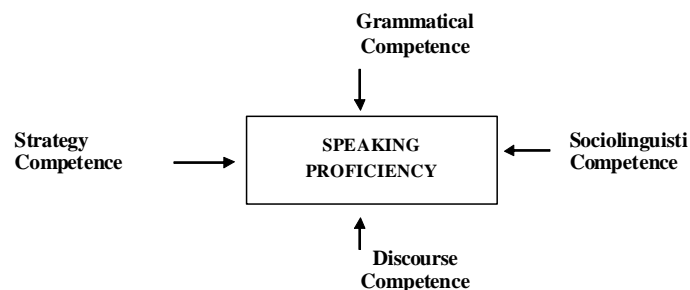 Grammatical
Competence
Strategy
Competence
SPEAKING
PROFICIENCY
Sociolinguisti
Competence
Discourse
Competence